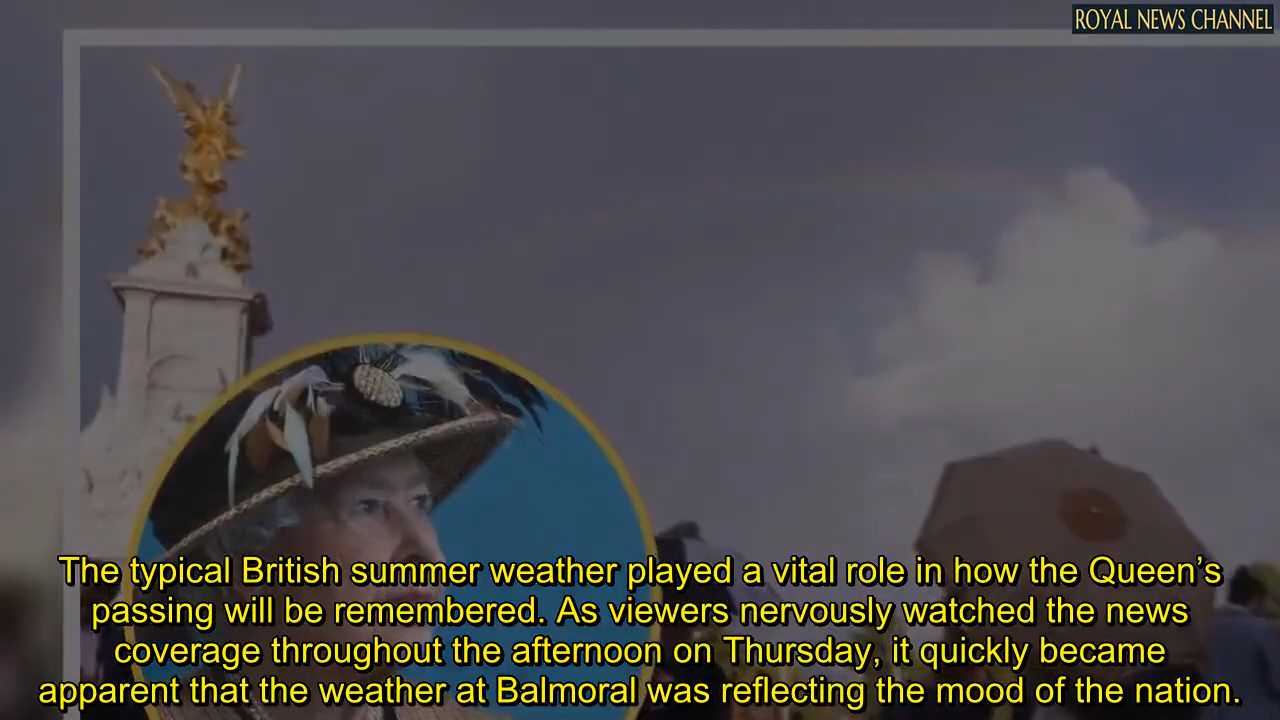 ROYAL NEWS CHANNEL
The typical British summer weather played a vital role in how the Queen’s
passing will be remembered. As viewers nervously watched the news
coverage throughout the afternoon on Thursday, it quickly became
apparent that the weather at Balmoral was reflecting the mood of the nation.